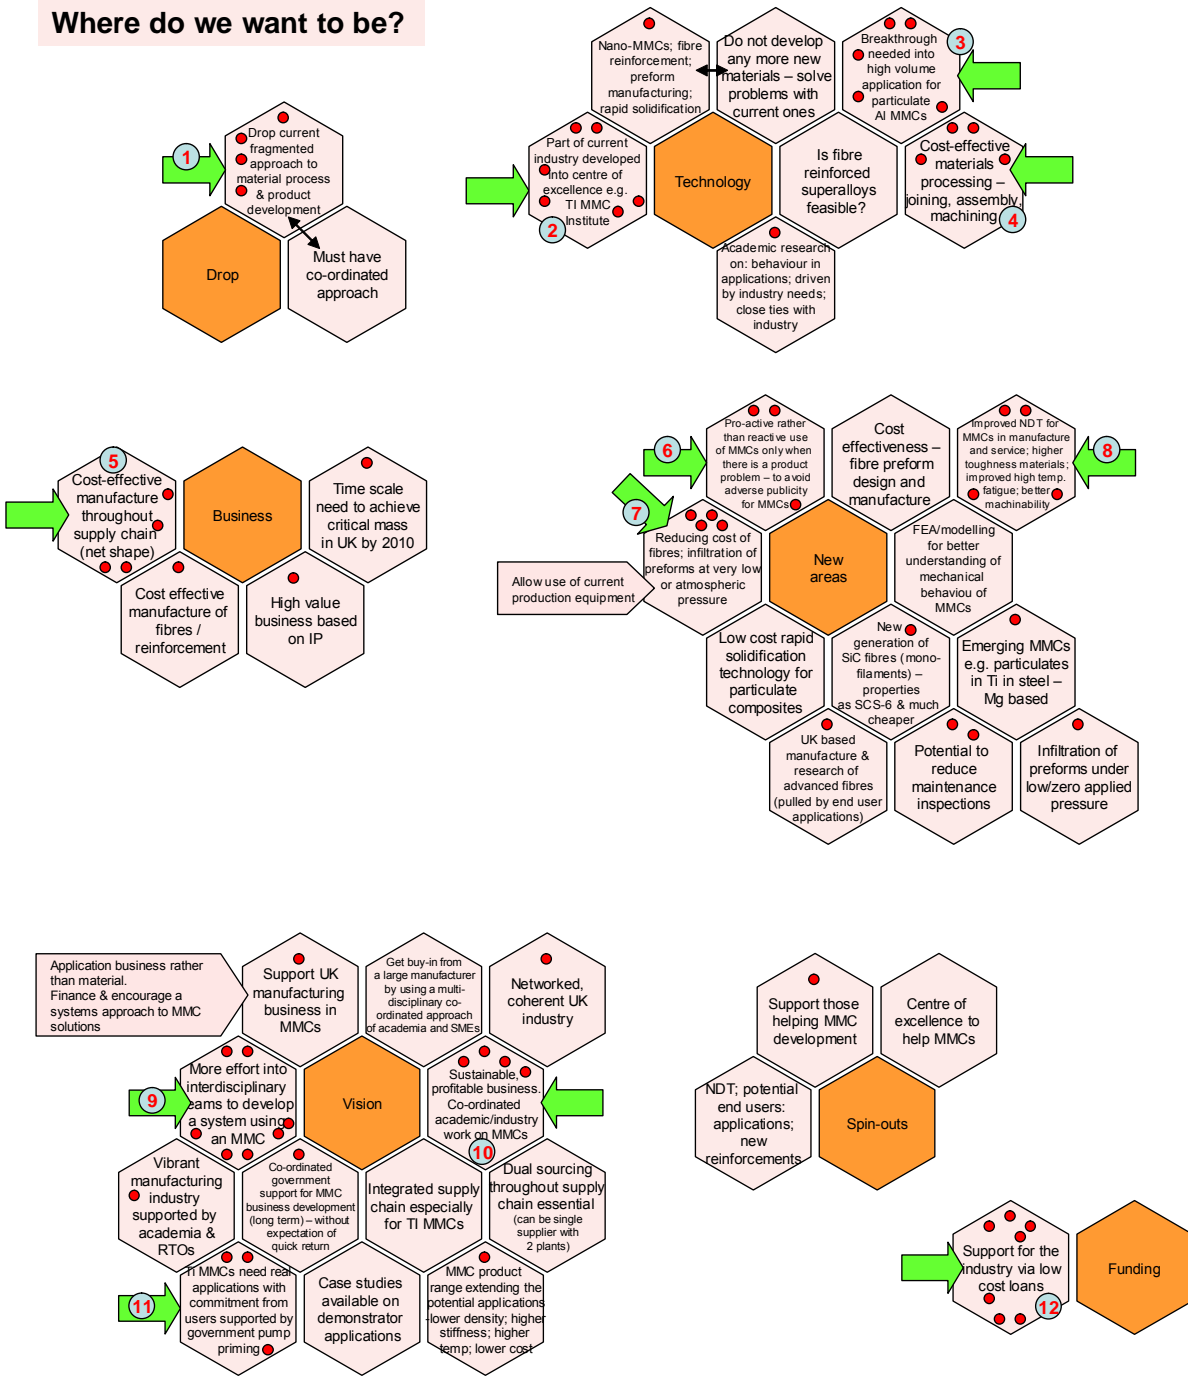 Where do we want to be?
1
Drop current
fragmented
approach to
material process
& product
development
Drop
Must have
co-ordinated
approach
Nano-MMCs; fibre
reinforcement;
preform
manufacturing;
rapid solidification
Do not develop
any more new
materials – solve
problems with
current ones
3
Breakthrough
needed into
high volume
application for
particulate
Al MMCs
Part of current
industry developed
into centre of
excellence e.g.
TI MMC
Institute
2
Technology
Is fibre
reinforced
superalloys
feasible?
Cost-effective
materials
processing –
joining, assembly,
machining
4
Academic research
on: behaviour in
applications; driven
by industry needs;
close ties with
industry
5
Cost-effective
manufacture
throughout
supply chain
(net shape)
Business
Time scale
need to achieve
critical mass
in UK by 2010
Cost effective
manufacture of
fibres /
reinforcement
High value
business based
on IP
6
Pro-active rather
than reactive use
of MMCs only when
there is a product
problem – to avoid
adverse publicity
for MMCs
Cost
effectiveness –
fibre preform
design and
manufacture
Improved NDT for
MMCs in manufacture
and service; higher
toughness materials;
improved high temp.
fatigue; better
machinability
8
7
Reducing cost of
fibres; infiltration of
preforms at very low
or atmospheric
pressure
Allow use of current
production equipment
New
areas
FEA/modelling
for better
understanding of
mechanical
behaviou of
MMCs
Low cost rapid
solidification
technology for
particulate
composites
New
generation of
SiC fibres (mono-
filaments) –
properties
as SCS-6 & much
cheaper
Emerging MMCs
e.g. particulates
in Ti in steel –
Mg based
UK based
manufacture &
research of
advanced fibres
(pulled by end user
applications)
Potential to
reduce
maintenance
inspections
Infiltration of
preforms under
low/zero applied
pressure
Application business rather
than material.
Finance & encourage a
systems approach to MMC
solutions
Support UK
manufacturing
business in
MMCs
Get buy-in from
a large manufacturer
by using a multi-
disciplinary co-
ordinated approach
of academia and SMEs
Networked,
coherent UK
industry
9
More effort into
interdisciplinary
teams to develop
a system using
an MMC
Vision
Sustainable,
profitable business.
Co-ordinated
academic/industry
work on MMCs
10
Vibrant
manufacturing
industry
supported by
academia &
RTOs
Co-ordinated
government
support for MMC
business development
(long term) – without
expectation of
quick return
Integrated supply
chain especially
for TI MMCs
Dual sourcing
throughout supply
chain essential
(can be single
supplier with
2 plants)
11
Ti MMCs need real
applications with
commitment from
users supported by
government pump
priming
Case studies
available on
demonstrator
applications
MMC product
range extending the
potential applications
-lower density; higher
stiffness; higher
temp; lower cost
Support those
helping MMC
development
Centre of
excellence to
help MMCs
NDT; potential
end users:
applications;
new
reinforcements
Spin-outs
Support for the
industry via low
cost loans
12
Funding